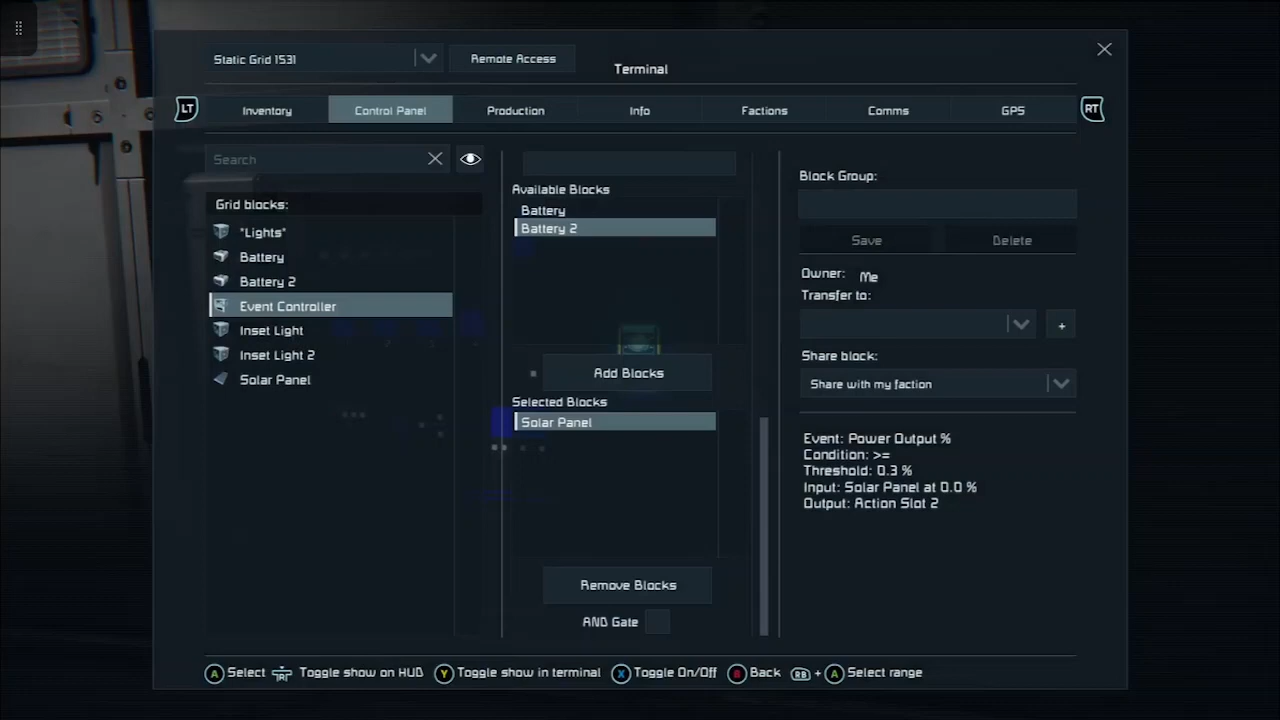 Static Grid 1531
Remote Access
Terminal
LT
Inventory
Control Panel
Production
Info
Factions
Comms
GPS
RT
Search
Grid blocks:
"Lights"
Battery
Battery 2
Event Controller
Inset Light
Inset Light 2
Solar Panel
Available Blocks
Battery
Battery 2
Add Blocks
Selected Blocks
Solar Panel
Remove Blocks
AND Gate
Block Group:
Save
Delete
Owner: Me
Transfer to:
+
Share block:
Share with my faction
Event: Power Output %
Condition: >=
Threshold: 0.3 %
Input: Solar Panel at 0.0 %
Output: Action Slot 2
A Select
Toggle show on HUD
Y Toggle show in terminal
X Toggle On/Off
B Back
RB + A Select range